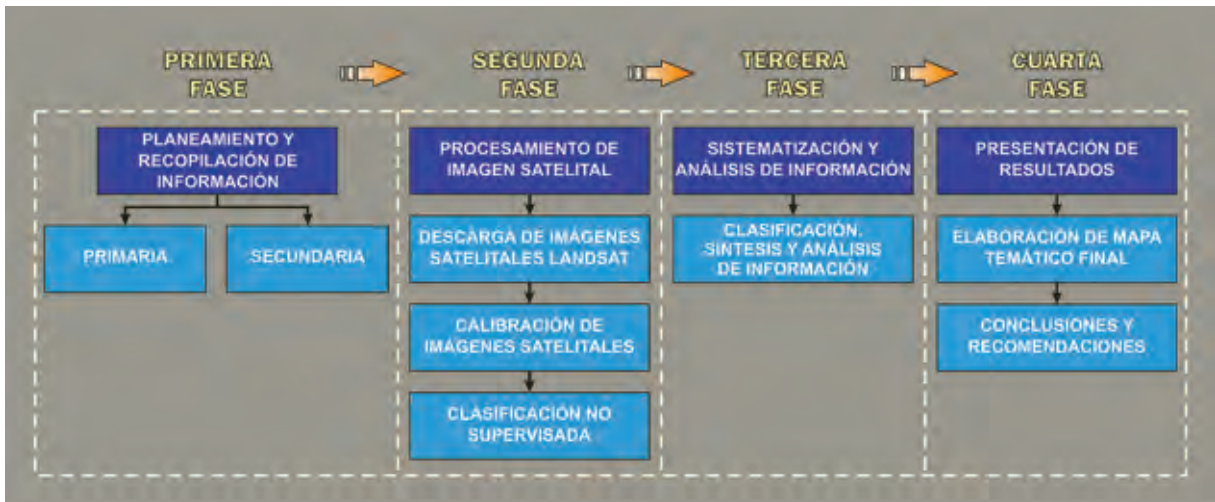 PRIMERA
FASE
SEGUNDA
FASE
TERCERA
FASE
CUARTA
FASE
PLANEAMIENTO Y
RECOPILACIÓN DE
INFORMACIÓN
PRIMARIA
SECUNDARIA
PROCESAMIENTO DE
IMAGEN SATELITAL
DESCARGA DE IMÁGENES
SATELITALES LANDSAT
CALIBRACIÓN DE
IMÁGENES SATELITALES
CLASIFICACIÓN NO
SUPERVISADA
SISTEMATIZACIÓN Y
ANÁLISIS DE INFORMACIÓN
CLASIFICACIÓN,
SÍNTESIS Y ANÁLISIS
DE INFORMACIÓN
PRESENTACIÓN DE
RESULTADOS
ELABORACIÓN DE MAPA
TEMÁTICO FINAL
CONCLUSIONES Y
RECOMENDACIONES